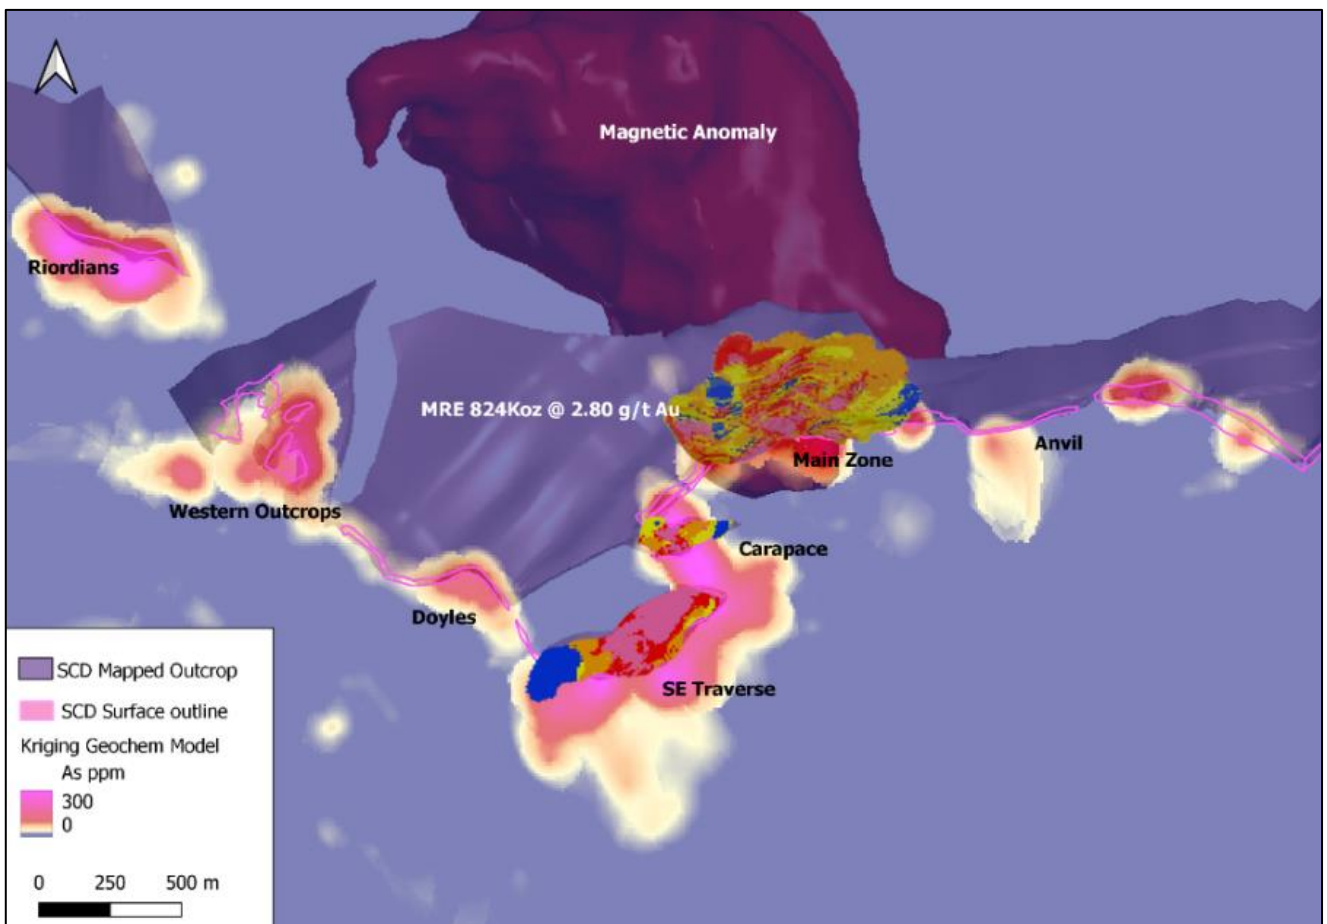 Magnetic Anomaly
Riordians
MRE 824Koz @ 2.80 g/t Au
Main Zone
Anvil
Western Outcrops
Carapace
Doyles
SE Traverse
SCD Mapped Outcrop
SCD Surface outline
Kriging Geochem Model
As ppm
300
0
0 250 500 m